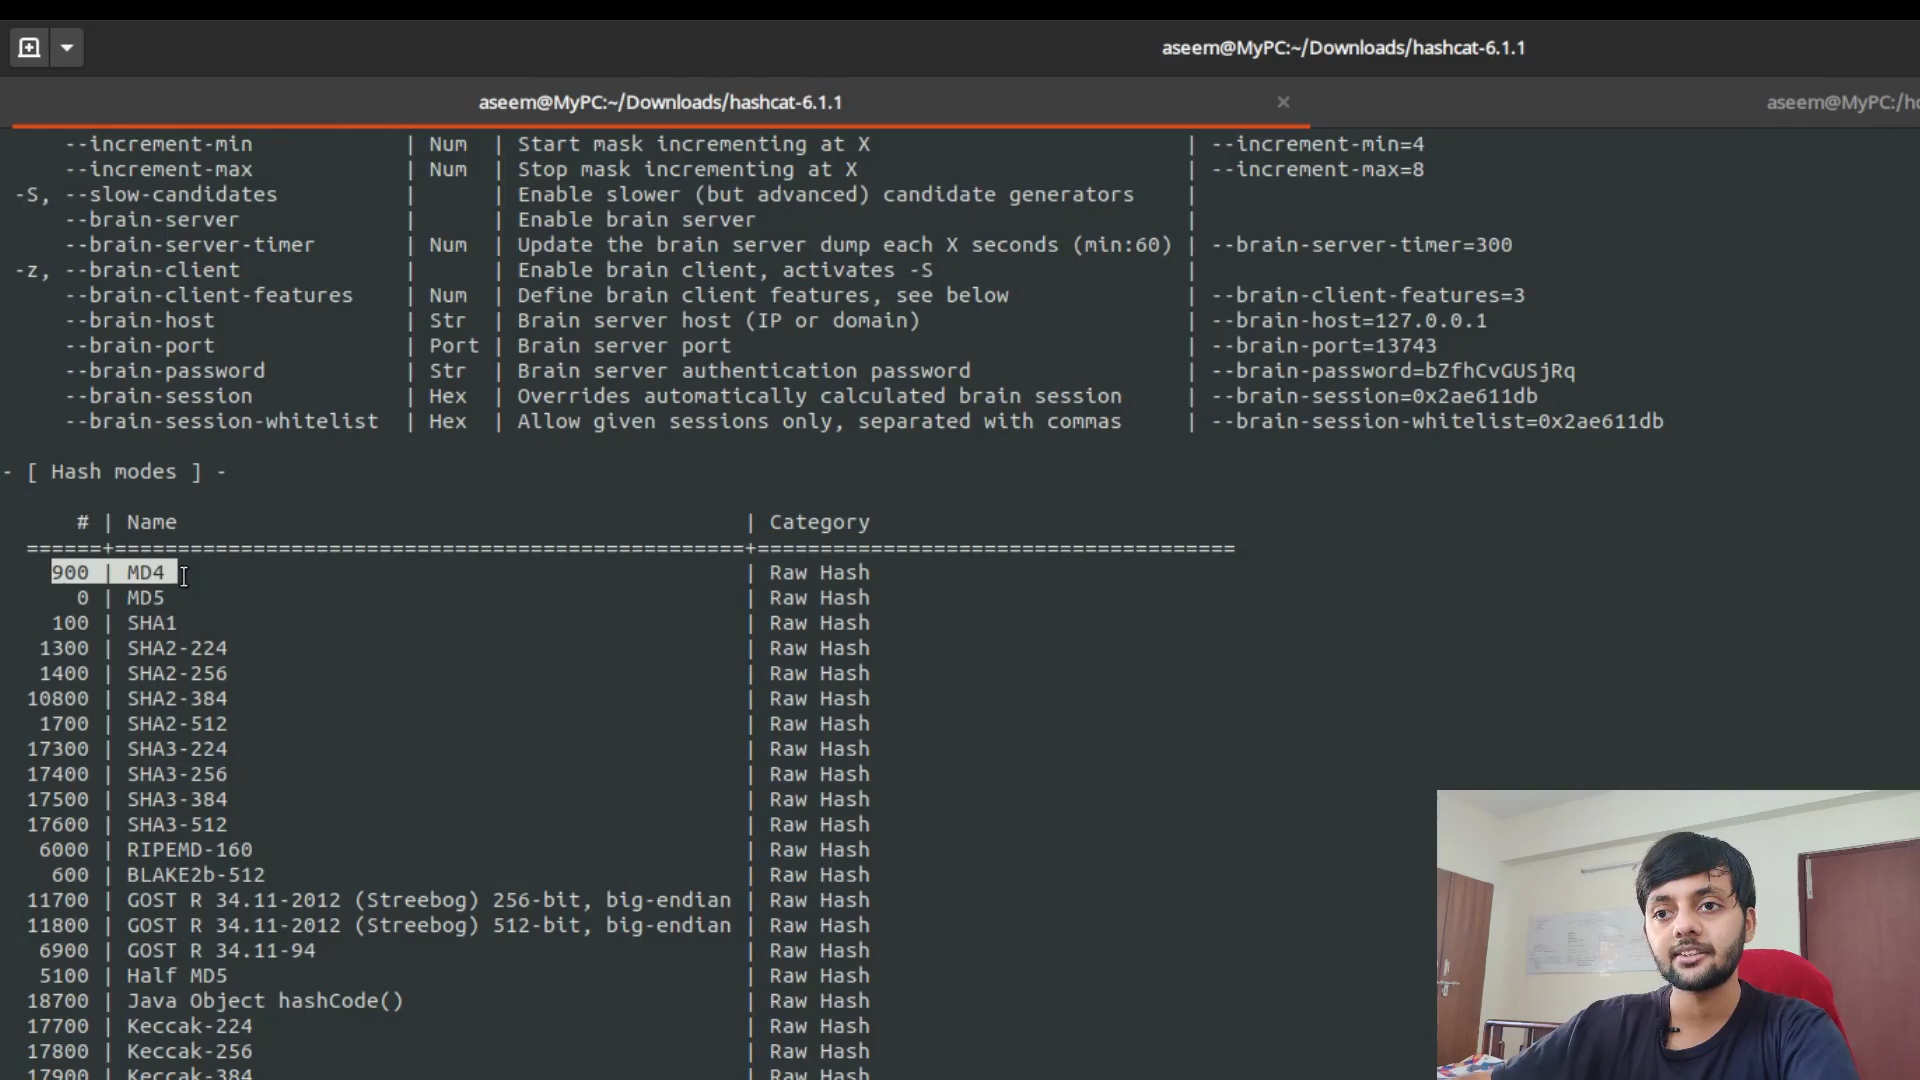 aseem@MyPC:~/Downloads/hashcat-6.1.1
aseem@MyPC:~/Downloads/hashcat-6.1.1 × aseem@MyPC:/h
--increment-min | Num | Start mask incrementing at X | --increment-min=4
--increment-max | Num | Stop mask incrementing at X | --increment-max=8
-S, --slow-candidates | | Enable slower (but advanced) candidate generators |
--brain-server | | Enable brain server |
--brain-server-timer | Num | Update the brain server dump each X seconds (min:60) | --brain-server-timer=300
-z, --brain-client | | Enable brain client, activates -S |
--brain-client-features | Num | Define brain client features, see below | --brain-client-features=3
--brain-host | Str | Brain server host (IP or domain) | --brain-host=127.0.0.1
--brain-port | Port | Brain server port | --brain-port=13743
--brain-password | Str | Brain server authentication password | --brain-password=bZfhCvGUSjRq
--brain-session | Hex | Overrides automatically calculated brain session | --brain-session=0x2ae611db
--brain-session-whitelist | Hex | Allow given sessions only, separated with commas | --brain-session-whitelist=0x2ae611db
- [ Hash modes ] -
# | Name | Category
======+==================================================+======================================
900 | MD4 | Raw Hash
0 | MD5 | Raw Hash
100 | SHA1 | Raw Hash
1300 | SHA2-224 | Raw Hash
1400 | SHA2-256 | Raw Hash
10800 | SHA2-384 | Raw Hash
1700 | SHA2-512 | Raw Hash
17300 | SHA3-224 | Raw Hash
17400 | SHA3-256 | Raw Hash
17500 | SHA3-384 | Raw Hash
17600 | SHA3-512 | Raw Hash
6000 | RIPEMD-160 | Raw Hash
600 | BLAKE2b-512 | Raw Hash
11700 | GOST R 34.11-2012 (Streebog) 256-bit, big-endian | Raw Hash
11800 | GOST R 34.11-2012 (Streebog) 512-bit, big-endian | Raw Hash
6900 | GOST R 34.11-94 | Raw Hash
5100 | Half MD5 | Raw Hash
18700 | Java Object hashCode() | Raw Hash
17700 | Keccak-224 | Raw Hash
17800 | Keccak-256 | Raw Hash
17900 | Keccak-384 | Raw Hash